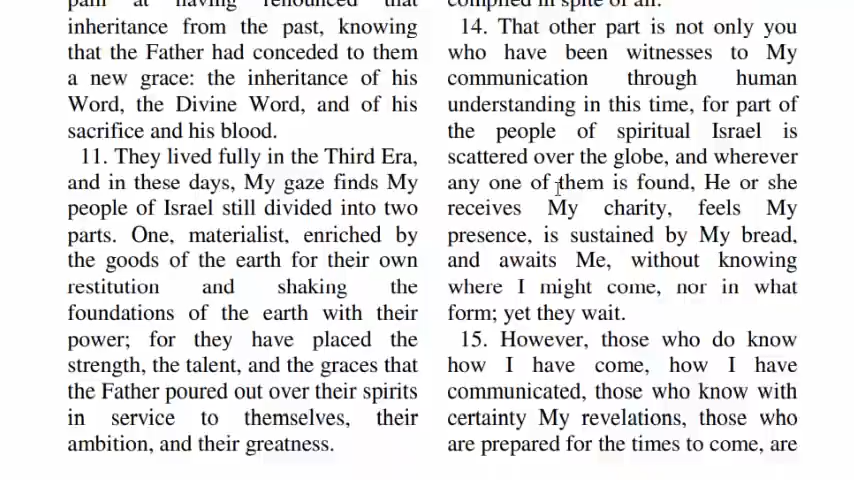 pain at having renounced that
inheritance from the past, knowing
that the Father had conceded to them
a new grace: the inheritance of his
Word, the Divine Word, and of his
sacrifice and his blood.
11. They lived fully in the Third Era,
and in these days, My gaze finds My
people of Israel still divided into two
parts. One, materialist, enriched by
the goods of the earth for their own
restitution and shaking the
foundations of the earth with their
power; for they have placed the
strength, the talent, and the graces that
the Father poured out over their spirits
in service to themselves, their
ambition, and their greatness.
complied in spite of all.
14. That other part is not only you
who have been witnesses to My
communication through human
understanding in this time, for part of
the people of spiritual Israel is
scattered over the globe, and wherever
any one of them is found, He or she
receives My charity, feels My
presence, is sustained by My bread,
and awaits Me, without knowing
where I might come, nor in what
form; yet they wait.
15. However, those who do know
how I have come, how I have
communicated, those who know with
certainty My revelations, those who
are prepared for the times to come, are